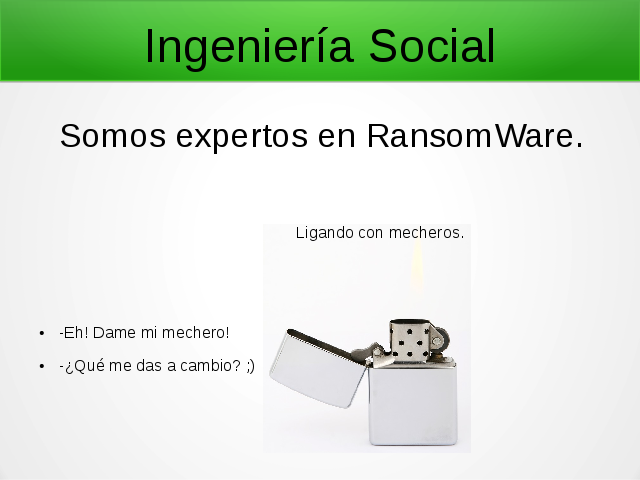 Ingeniería Social
Somos expertos en RansomWare.
Ligando con mecheros.
• -Eh! Dame mi mechero!
• -¿Qué me das a cambio? ;)